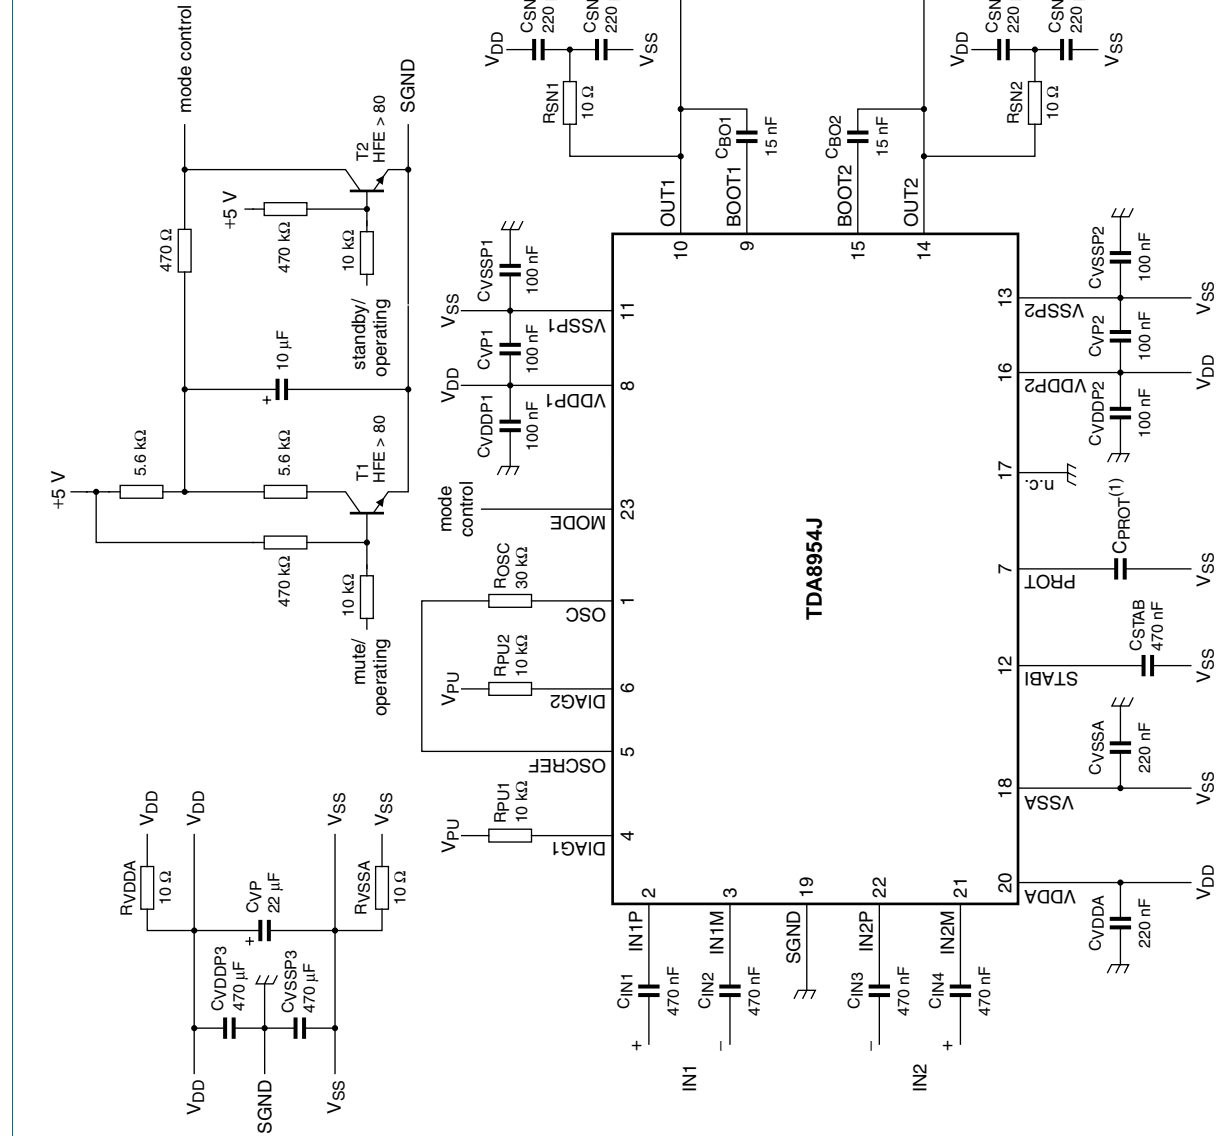 mode control
SGND
T2
HFE > 80
+5 V
470 Ω
470 kΩ
10 kΩ
standby/
operating
10 μF
+
+5 V
5.6 kΩ
5.6 kΩ
T1
HFE > 80
470 kΩ
10 kΩ
mute/
operating
VDD
VDD
RVDDA
10 Ω
CVP
22 μF
+
VSS
VSS
RVSSA
10 Ω
CVDDP3
470 μF
CVSSP3
470 μF
VDD
SGND
VSS
VDD
CSN
220
CSN
220
VSS
RSN1
10 Ω
CBO1
15 nF
OUT1
BOOT1
10
9
VDD
CSN
220
CSN
220
VSS
RSN2
10 Ω
CBO2
15 nF
BOOT2
OUT2
15
14
CVSSP1
100 nF
VSS
VSSP1
11
CVP1
100 nF
VDD
VDDP1
8
CVDDP1
100 nF
mode
control
MODE
23
ROSC
30 kΩ
OSC
1
RPU2
10 kΩ
VPU
DIAG2
6
OSCREF
5
RPU1
10 kΩ
VPU
DIAG1
4
TDA8954J
CVSSP2
100 nF
13
VSSP2
VSS
CVP2
100 nF
16
VDDP2
VDD
CVDDP2
100 nF
17
n.c.
7
PROT
CPROT(1)
VSS
12
STABI
CSTAB
470 nF
VSS
CVSSA
220 nF
18
VSSA
VSS
20
VDDA
VDD
CVDDA
220 nF
2
IN1P
CIN1
470 nF
+
3
IN1M
CIN2
470 nF
–
IN1
19
SGND
22
IN2P
CIN3
470 nF
–
21
IN2M
CIN4
470 nF
+
IN2